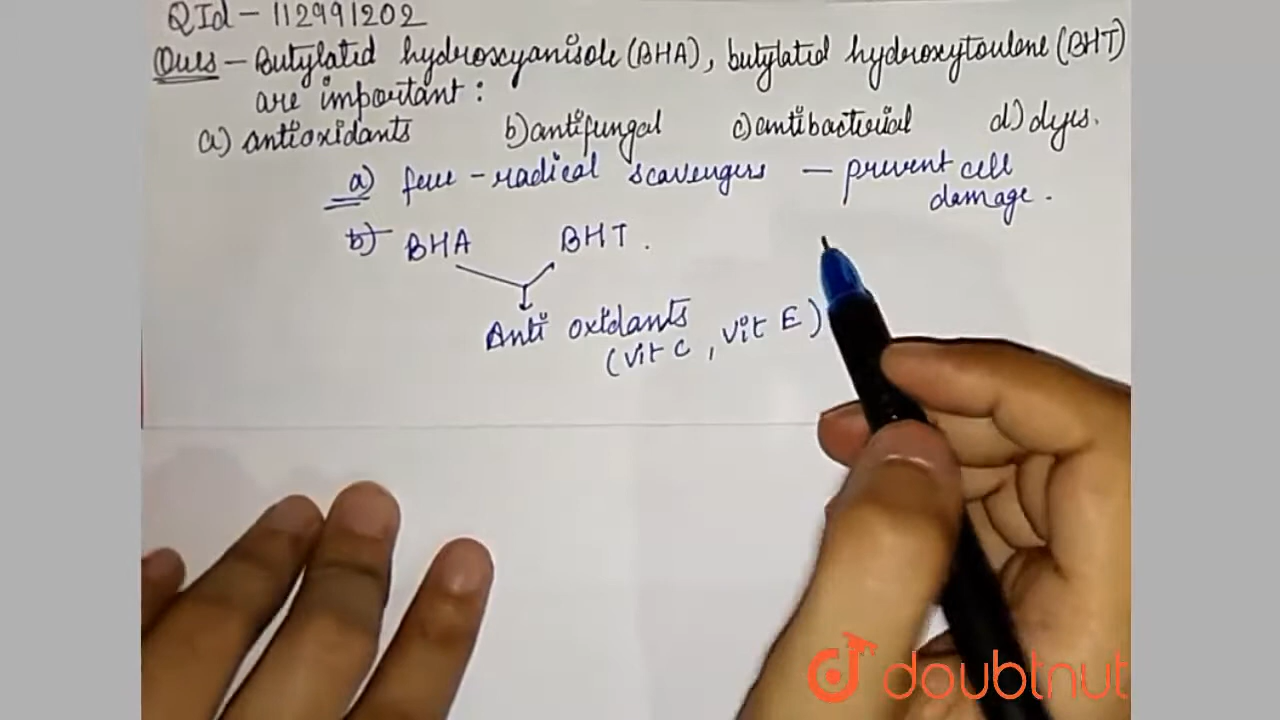 QId - 112991202
Ques - Butylated hydroxyanisole (BHA), butylated hydroxytoulene (BHT)
are important :
a) antioxidants b) antifungal c) antibacterial d) dyes.
a) free - radical scavengers - prevent cell
damage.
b) BHA BHT.
Anti oxidants
(Vit C, Vit E)
doubtnut